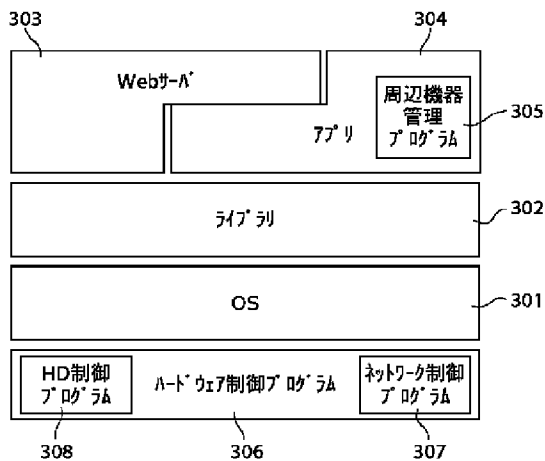 303
304
Webｻｰﾊﾞ
周辺機器
管理
ﾌﾟﾛｸﾞﾗﾑ
305
ｱﾌﾟﾘ
ﾗｲﾌﾞﾗﾘ
302
OS
301
HD制御
ﾌﾟﾛｸﾞﾗﾑ
ﾊｰﾄﾞｳｪｱ制御ﾌﾟﾛｸﾞﾗﾑ
ﾈｯﾄﾜｰｸ制御
ﾌﾟﾛｸﾞﾗﾑ
308
306
307